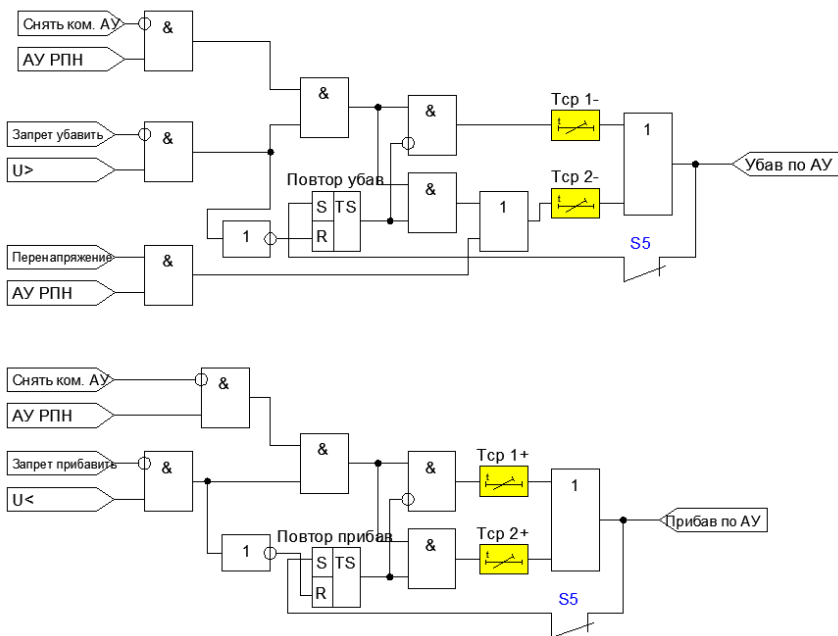 Снять ком. АУ
&
АУ РПН
&
Тср 1-
&
1
Запрет убавить
&
U>
Убав по АУ
Повтор убав
&
Тср 2-
S TS
R
1
1
S5
Перенапряжение
&
АУ РПН
Снять ком. АУ
&
АУ РПН
Запрет прибавить
&
&
&
Тср 1+
1
U<
Прибав по АУ
Повтор прибав
Тср 2+
1
S TS
&
R
S5